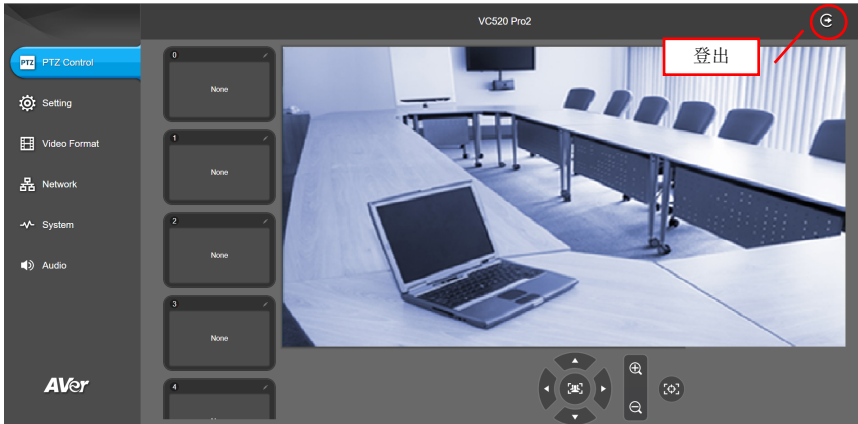 VC520 Pro2
登出
PTZ PTZ Control
Setting
Video Format
Network
System
Audio
AVer
0
None
1
None
2
None
3
None
4